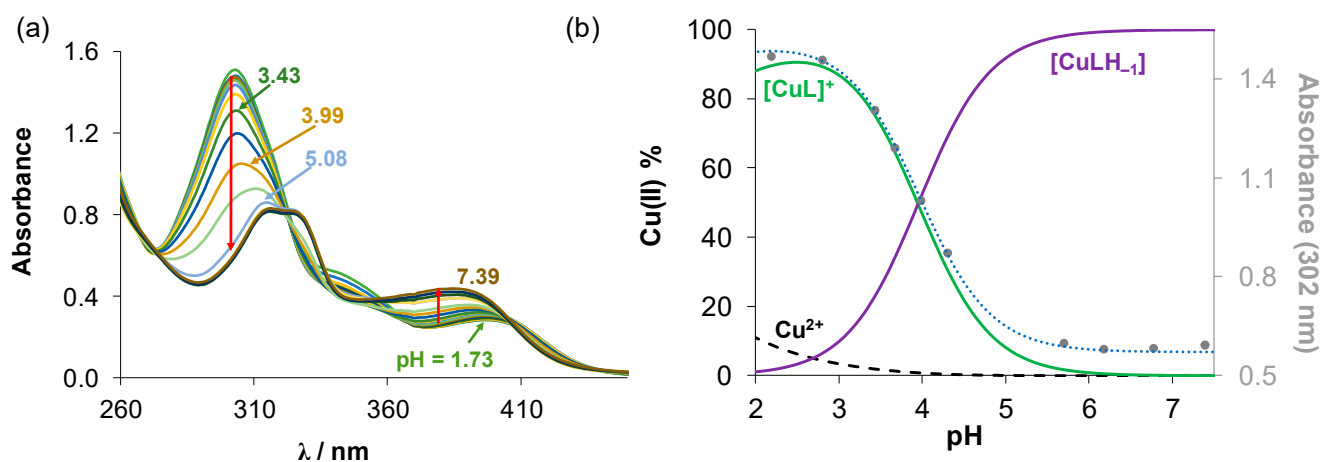 (a)
1.6
1.2
0.8
0.4
0.0
Absorbance
3.43
3.99
5.08
7.39
pH = 1.73
260
310
360
410
λ / nm
(b)
100
80
60
40
20
0
Cu(II) %
[CuLH–1]
[CuL]+
Cu2+
1.4
1.1
0.8
0.5
Absorbance (302 nm)
2
3
4
5
6
7
pH